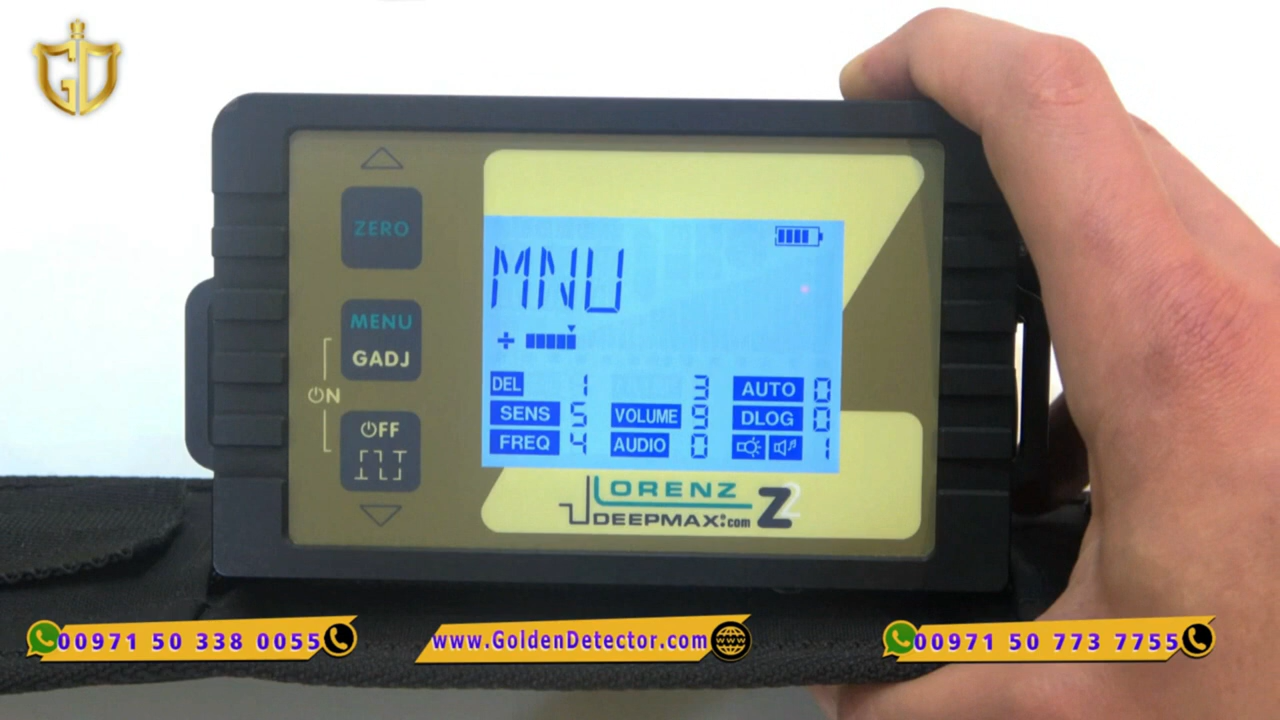 GD
ZERO
MENU
GADJ
ON
OFF
MNU
+
DEL 1
3
AUTO 0
SENS 5
VOLUME 9
DLOG 0
FREQ 4
AUDIO 0
1
LORENZ
DEEPMAX:com Z2
00971 50 338 0055
www.GoldenDetector.com
00971 50 773 7755